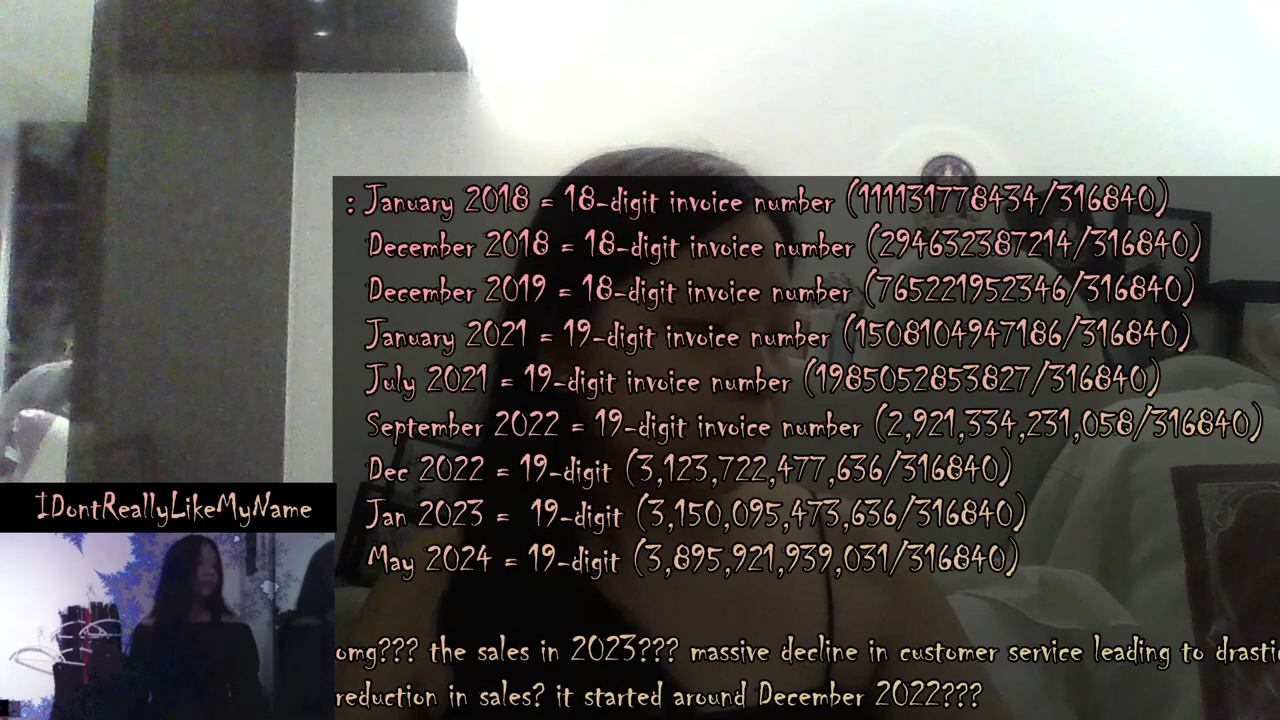 : January 2018 = 18-digit invoice number (111131778434/316840)
December 2018 = 18-digit invoice number (294632387214/316840)
December 2019 = 18-digit invoice number (765221952346/316840)
January 2021 = 19-digit invoice number (1508104947186/316840)
July 2021 = 19-digit invoice number (1985052853827/316840)
September 2022 = 19-digit invoice number (2,921,334,231,058/316840)
Dec 2022 = 19-digit (3,123,722,477,636/316840)
Jan 2023 = 19-digit (3,150,095,473,636/316840)
May 2024 = 19-digit (3,895,921,939,031/316840)
IDontReallyLikeMyName
omg??? the sales in 2023??? massive decline in customer service leading to drasti
reduction in sales? it started around December 2022???